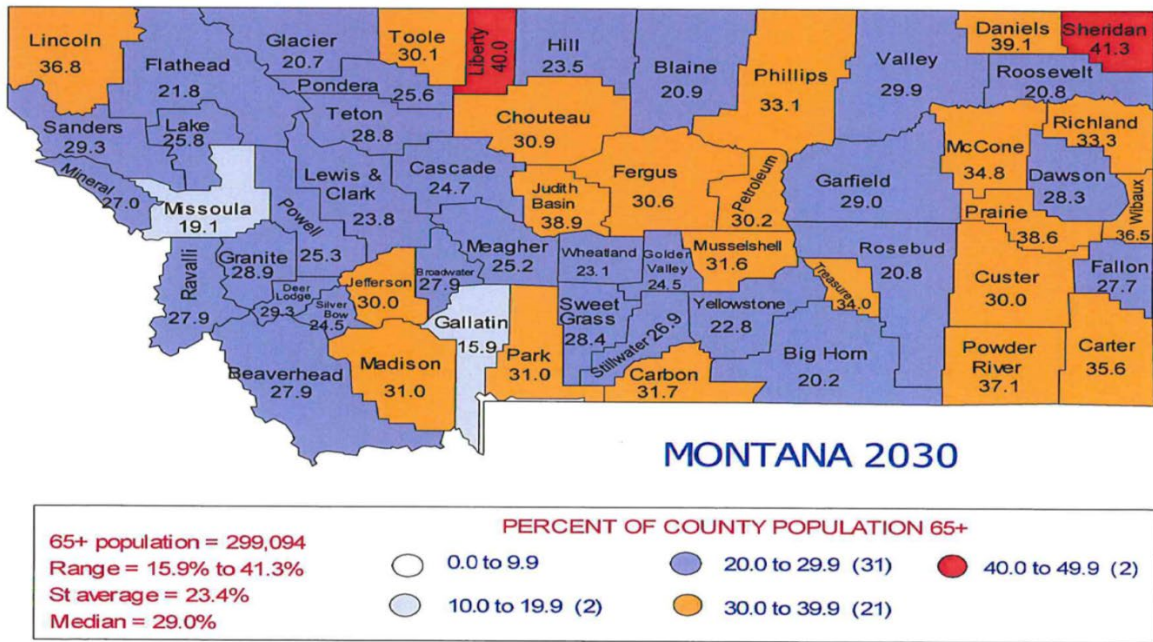 Lincoln
36.8
Flathead
21.8
Glacier
20.7
Toole
30.1
Liberty
40.0
Hill
23.5
Blaine
20.9
Phillips
33.1
Valley
29.9
Daniels
39.1
Sheridan
41.3
Roosevelt
20.8
Pondera
25.6
Teton
28.8
Chouteau
30.9
Sanders
29.3
Lake
25.8
Mineral
27.0
Missoula
19.1
Lewis &
Clark
23.8
Powell
25.3
Cascade
24.7
Judith
Basin
38.9
Fergus
30.6
Petroleum
30.2
Garfield
29.0
McCone
34.8
Richland
33.3
Dawson
28.3
Prairie
38.6
Wibaux
36.5
Ravalli
27.9
Granite
28.9
Deer
Lodge
29.3
Silver
Bow
24.5
Jefferson
30.0
Broadwater
27.9
Meagher
25.2
Wheatland
23.1
Golden
Valley
24.5
Musselshell
31.6
Rosebud
20.8
Treasure
34.0
Custer
30.0
Fallon
27.7
Beaverhead
27.9
Madison
31.0
Gallatin
15.9
Park
31.0
Sweet
Grass
28.4
Stillwater 26.9
Yellowstone
22.8
Carbon
31.7
Big Horn
20.2
Powder
River
37.1
Carter
35.6
MONTANA 2030
65+ population = 299,094
Range = 15.9% to 41.3%
St average = 23.4%
Median = 29.0%
PERCENT OF COUNTY POPULATION 65+
0.0 to 9.9
20.0 to 29.9 (31)
40.0 to 49.9 (2)
10.0 to 19.9 (2)
30.0 to 39.9 (21)